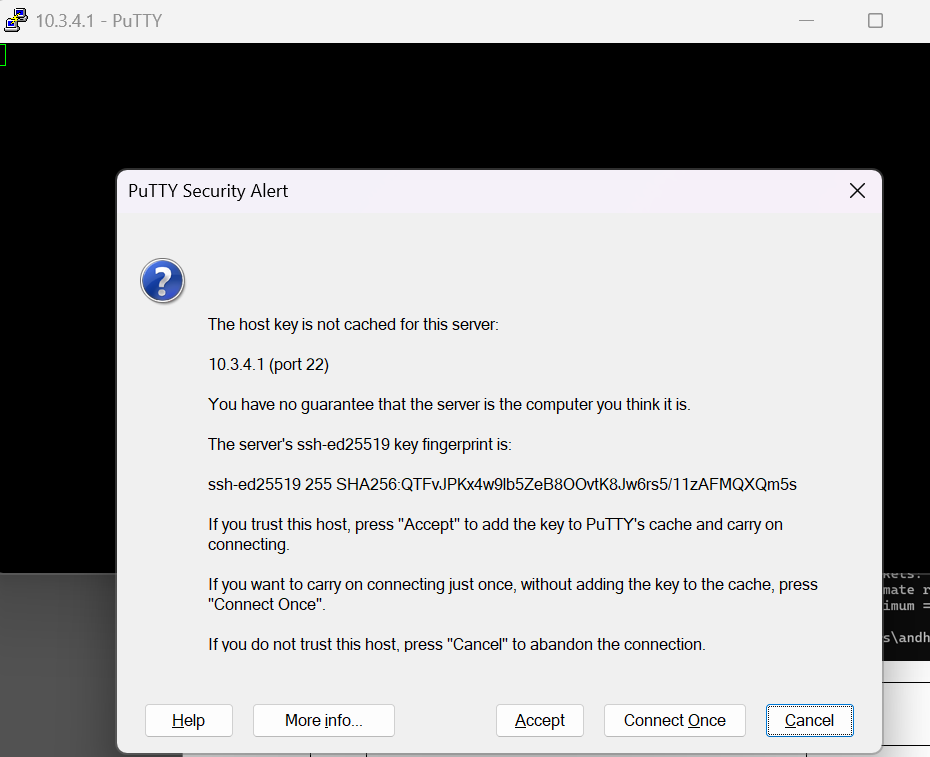 10.3.4.1 - PuTTY
PuTTY Security Alert
The host key is not cached for this server:
10.3.4.1 (port 22)
You have no guarantee that the server is the computer you think it is.
The server's ssh-ed25519 key fingerprint is:
ssh-ed25519 255 SHA256:QTFvJPKx4w9lb5ZeB8OOvtK8Jw6rs5/11zAFMQXQm5s
If you trust this host, press "Accept" to add the key to PuTTY's cache and carry on
connecting.
If you want to carry on connecting just once, without adding the key to the cache, press
"Connect Once".
If you do not trust this host, press "Cancel" to abandon the connection.
mate r
imum =
s\andh
Help
More info...
Accept
Connect Once
Cancel